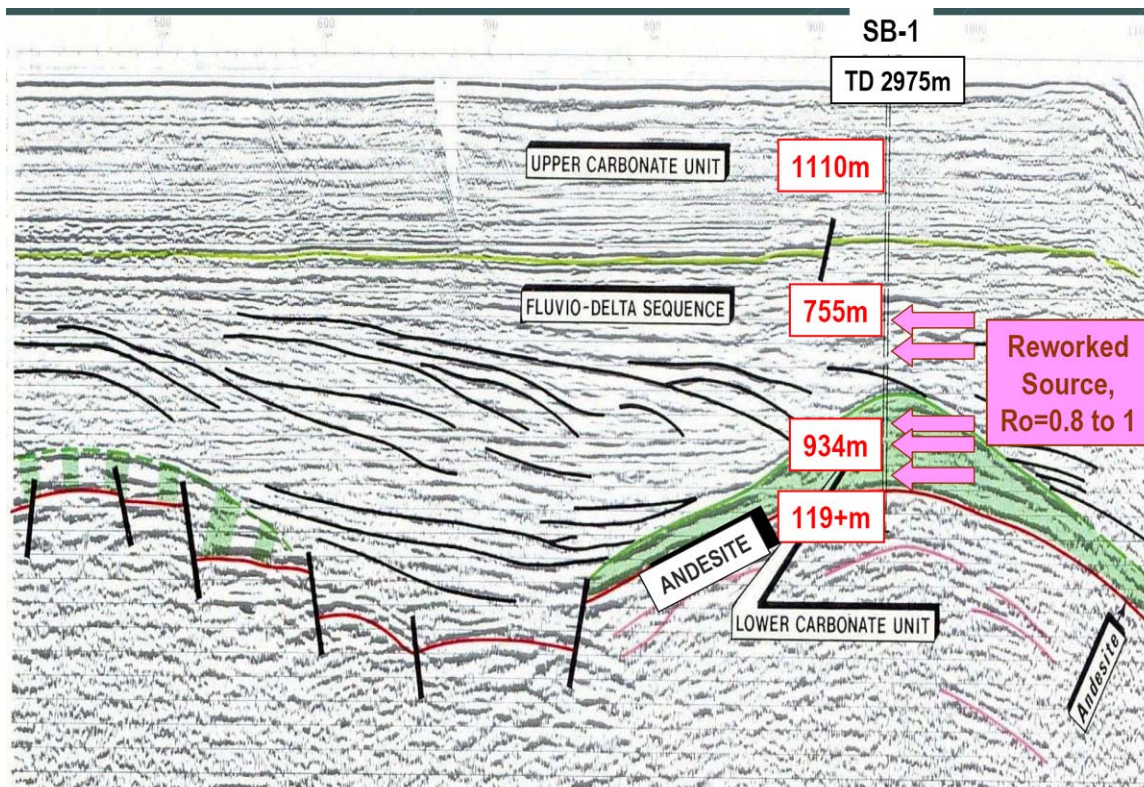 500
600
700
800
900
1000
SB-1
TD 2975m
UPPER CARBONATE UNIT
1110m
FLUVIO-DELTA SEQUENCE
755m
Reworked
Source,
Ro=0.8 to 1
934m
119+m
ANDESITE
LOWER CARBONATE UNIT
Andesite